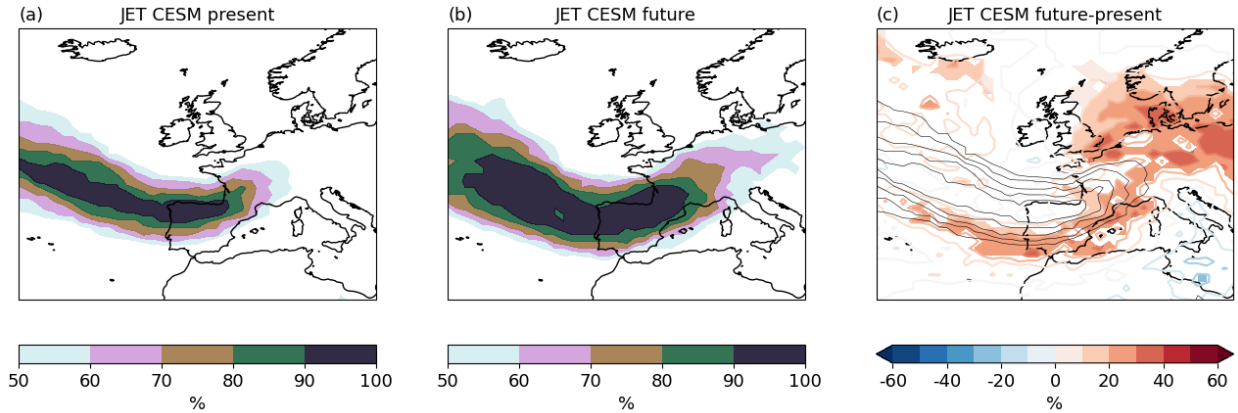 (a) JET CESM present
(b) JET CESM future
(c) JET CESM future-present
50 60 70 80 90 100
%
50 60 70 80 90 100
%
-60 -40 -20 0 20 40 60
%